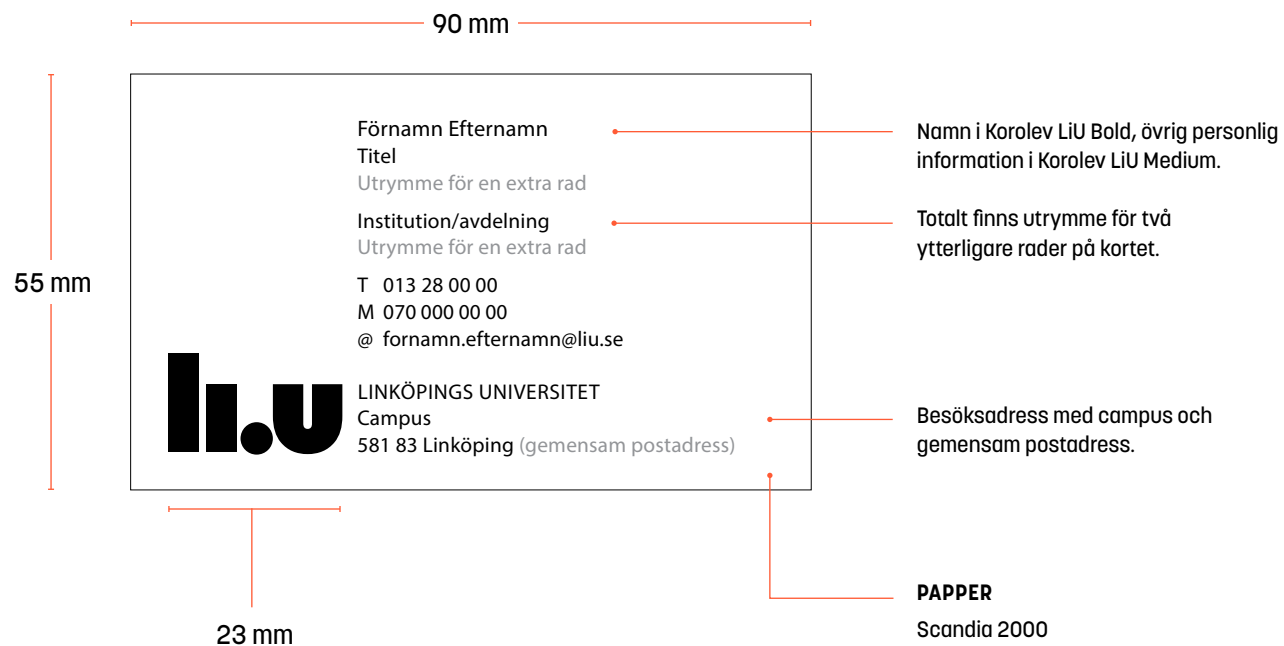 90 mm
55 mm
Förnamn Efternamn
Titel
Utrymme för en extra rad
Institution/avdelning
Utrymme för en extra rad
T 013 28 00 00
M 070 000 00 00
@ fornamn.efternamn@liu.se
li.u
LINKÖPINGS UNIVERSITET
Campus
581 83 Linköping (gemensam postadress)
23 mm
Namn i Korolev LiU Bold, övrig personlig
information i Korolev LiU Medium.
Totalt finns utrymme för två
ytterligare rader på kortet.
Besöksadress med campus och
gemensam postadress.
PAPPER
Scandia 2000